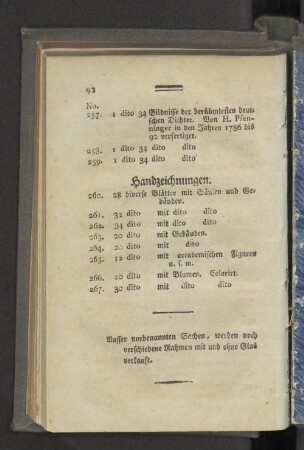 92
No.
257. 1 dito 34 Bildnisse der berühmtesten deut-
schen Dichter. Von H. Pfen-
ninger in den Jahren 1786 bis
92 verfertiget.
258. 1 dito 34 dito dito
259. 1 dito 34 dito dito
Handzeichnungen.
260. 28 diverse Blätter mit Säulen und Ge-
bäuden.
261. 32 dito mit dito dito
262. 34 dito mit dito dito
263. 20 dito mit Gebäuden.
264. 20 dito mit dito
265. 12 dito mit accademischen Figuren
u. s. w.
266. 20 dito mit Blumen. Colorirt.
267. 30 dito mit dito dito
Ausser vorbenannten Sachen, werden noch
verschiedene Rahmen mit und ohne Glas
verkauft.